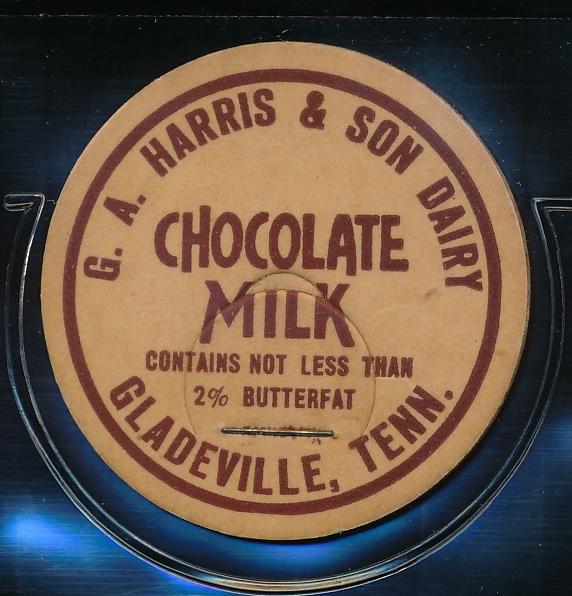 G. A. HARRIS & SON DAIRY
CHOCOLATE
MILK
CONTAINS NOT LESS THAN
2% BUTTERFAT
GLADEVILLE, TENN.